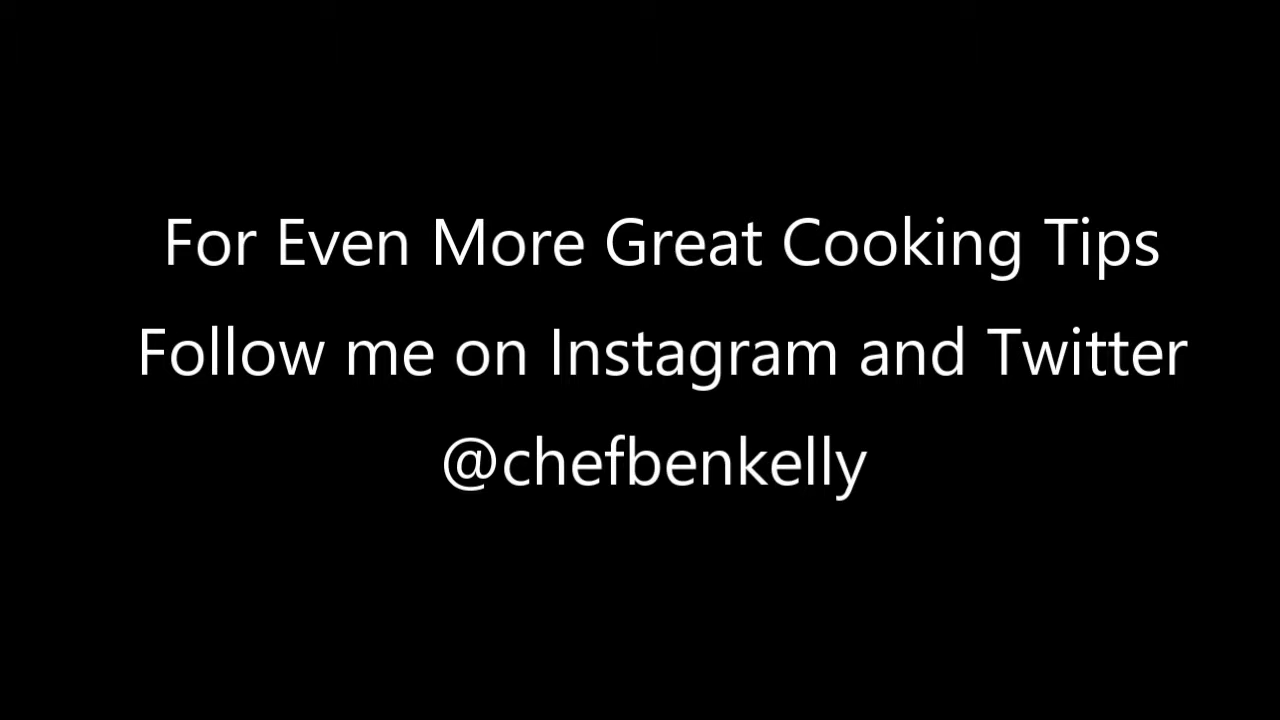 For Even More Great Cooking Tips
Follow me on Instagram and Twitter
@chefbenkelly